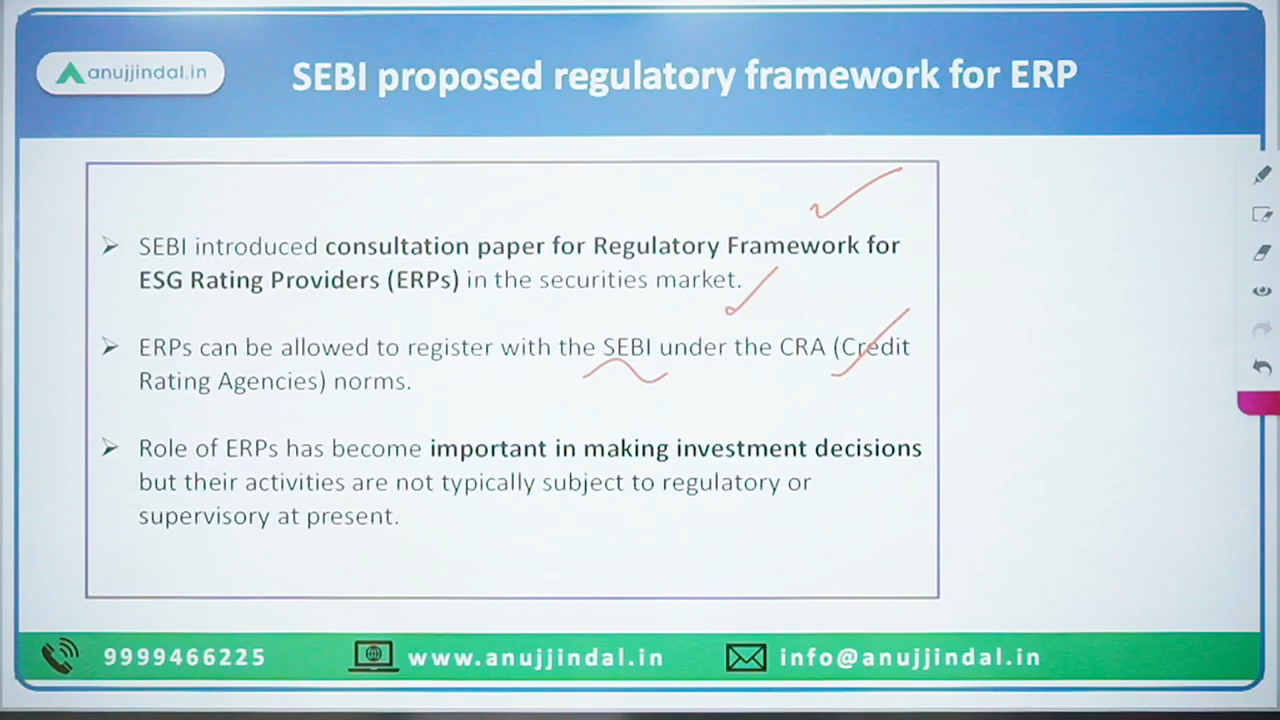 anujjindal.in
SEBI proposed regulatory framework for ERP
➢ SEBI introduced consultation paper for Regulatory Framework for
ESG Rating Providers (ERPs) in the securities market.
➢ ERPs can be allowed to register with the SEBI under the CRA (Credit
Rating Agencies) norms.
➢ Role of ERPs has become important in making investment decisions
but their activities are not typically subject to regulatory or
supervisory at present.
9999466225 www.anujjindal.in info@anujjindal.in